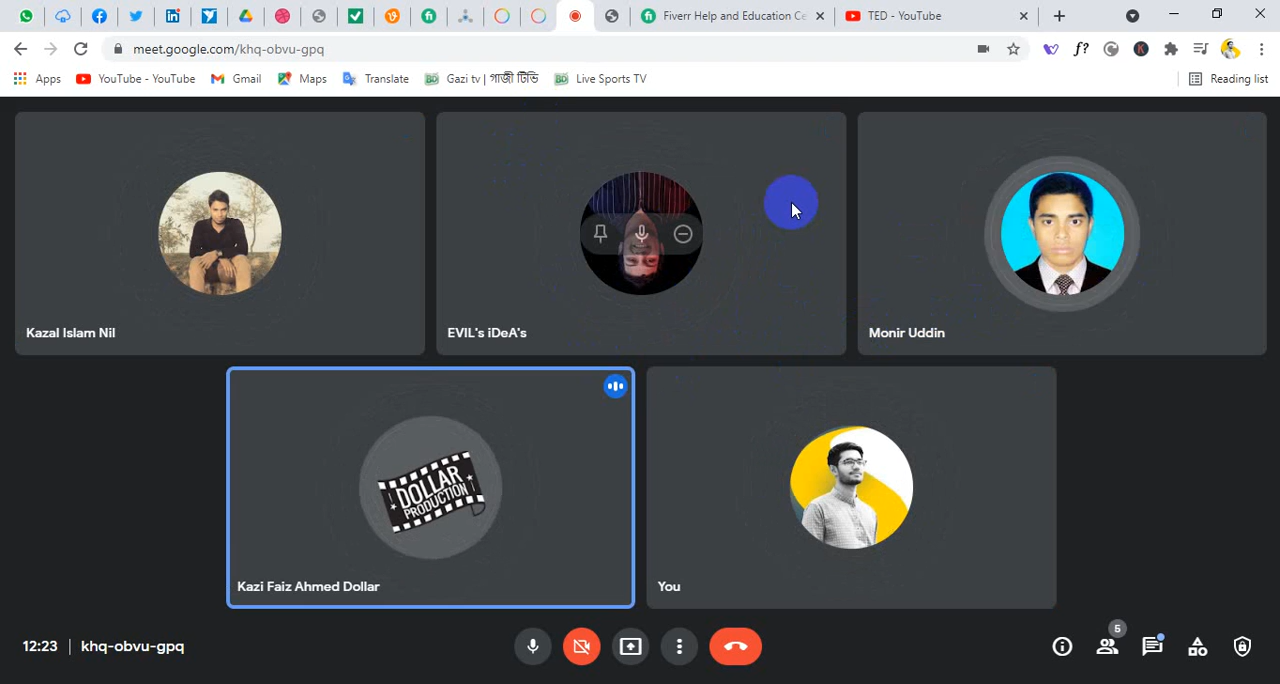 Fiverr Help and Education Ce
TED - YouTube
meet.google.com/khq-obvu-gpq
Apps
YouTube - YouTube
Gmail
Maps
Translate
Gazi tv | গাজী টিভি
Live Sports TV
Reading list
Kazal Islam Nil
EVIL's iDeA's
Monir Uddin
DOLLAR
PRODUCTION
Kazi Faiz Ahmed Dollar
You
12:23 | khq-obvu-gpq
5